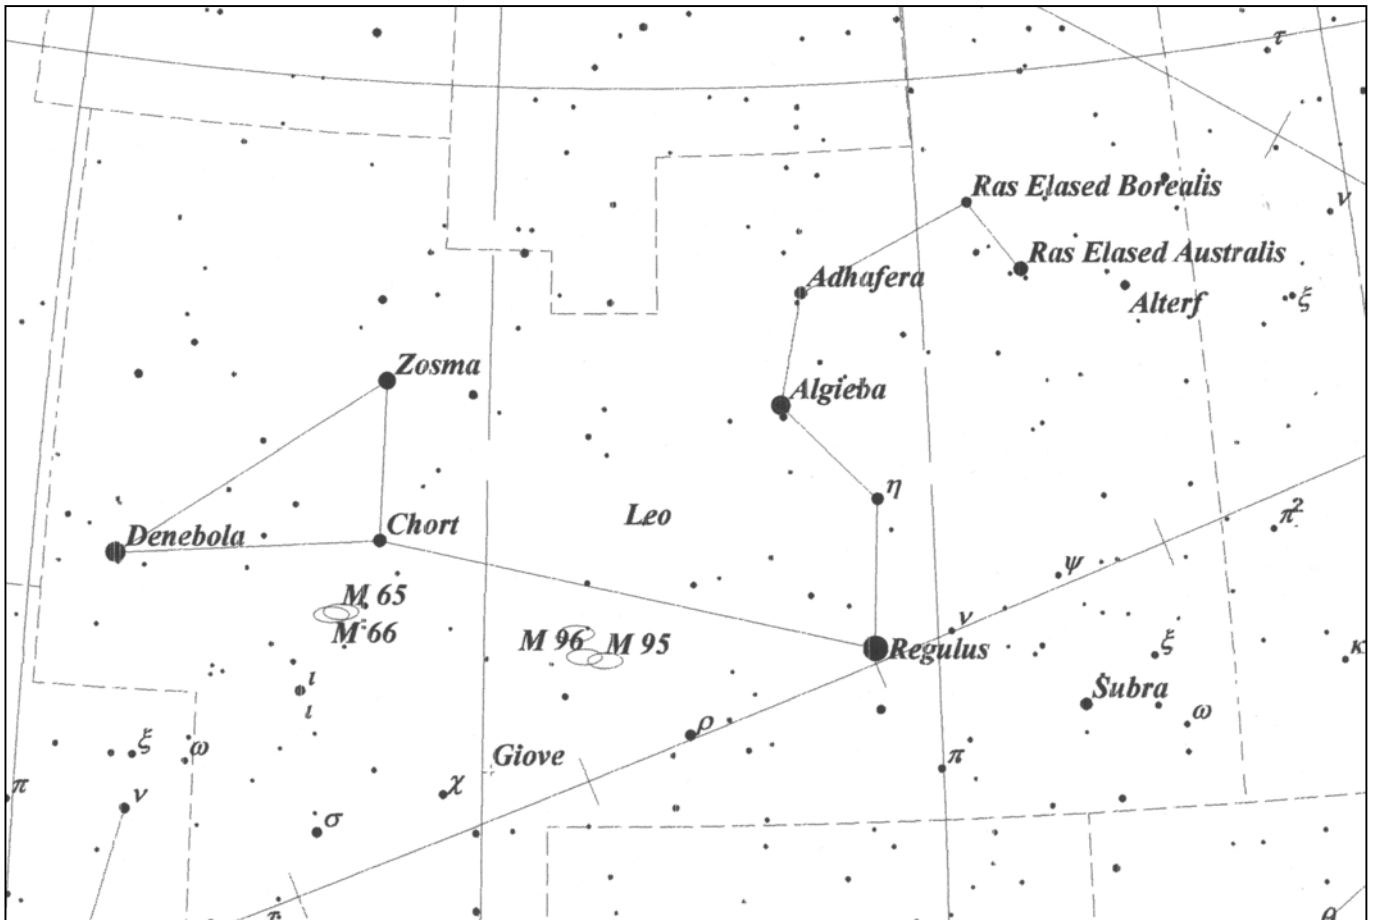 τ
Ras Elased Borealis
ν
Ras Elased Australis
Adhafera
Alterf
ξ
Zosma
Algieba
η
Leo
π²
Chort
Denebola
ψ
M 65
M 66
ν
M 96
M 95
Regulus
ξ
κ
ι
Subra
ι
ω
ρ
ξ
ω
Giove
π
π
ν
χ
σ